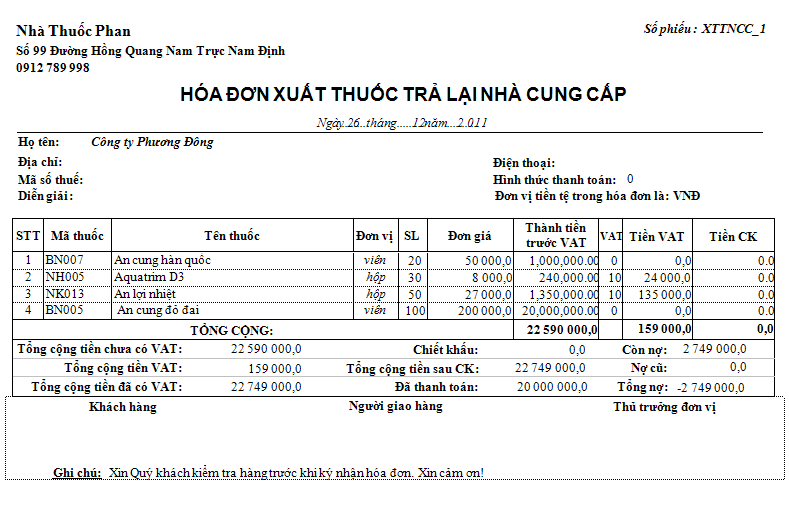 Nhà Thuốc Phan
Số phiếu : XTTNCC_1
Số 99 Đường Hồng Quang Nam Trực Nam Định
0912 789 998
HÓA ĐƠN XUẤT THUỐC TRẢ LẠI NHÀ CUNG CẤP
Ngày.26..tháng.....12năm...2.011
Họ tên: Công ty Phương Đông
Địa chỉ: Điện thoại:
Mã số thuế: Hình thức thanh toán: 0
Diễn giải: Đơn vị tiền tệ trong hóa đơn là: VNĐ
STT Mã thuốc Tên thuốc Đơn vị SL Đơn giá Thành tiền trước VAT VAT Tiền VAT Tiền CK
1 BN007 An cung hàn quốc viên 20 50 000,0 1,000,000.00 0 0,0 0.0
2 NH005 Aquatrim D3 hộp 30 8 000,0 240,000.00 10 24 000,0 0.0
3 NK013 An lợi nhiệt hộp 50 27 000,0 1,350,000.00 10 135 000,0 0.0
4 BN005 An cung đỏ đai viên 100 200 000,0 20,000,000.00 0 0,0 0.0
TỔNG CỘNG: 22 590 000,0 159 000,0 0,0
Tổng cộng tiền chưa có VAT: 22 590 000,0 Chiết khấu: 0,0 Còn nợ: 2 749 000,0
Tổng cộng tiền VAT: 159 000,0 Tổng cộng tiền sau CK: 22 749 000,0 Nợ cũ: 0,0
Tổng cộng tiền đã có VAT: 22 749 000,0 Đã thanh toán: 20 000 000,0 Tổng nợ: -2 749 000,0
Khách hàng Người giao hàng Thủ trưởng đơn vị
Ghi chú: Xin Quý khách kiểm tra hàng trước khi ký nhận hóa đơn. Xin cảm ơn!